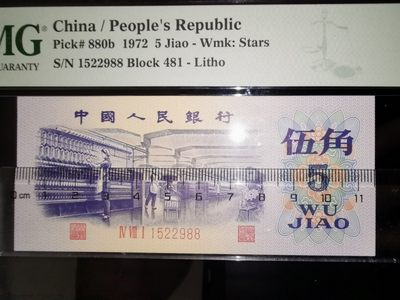 MG China / People's Republic
GUARANTY Pick# 880b 1972 5 Jiao - Wmk: Stars
S/N 1522988 Block 481 - Litho
中國人民銀行
伍角
5
0cm 1 2 3 4 5 6 7 8 9 10 11
WU
JIAO
IV VIII I 1522988